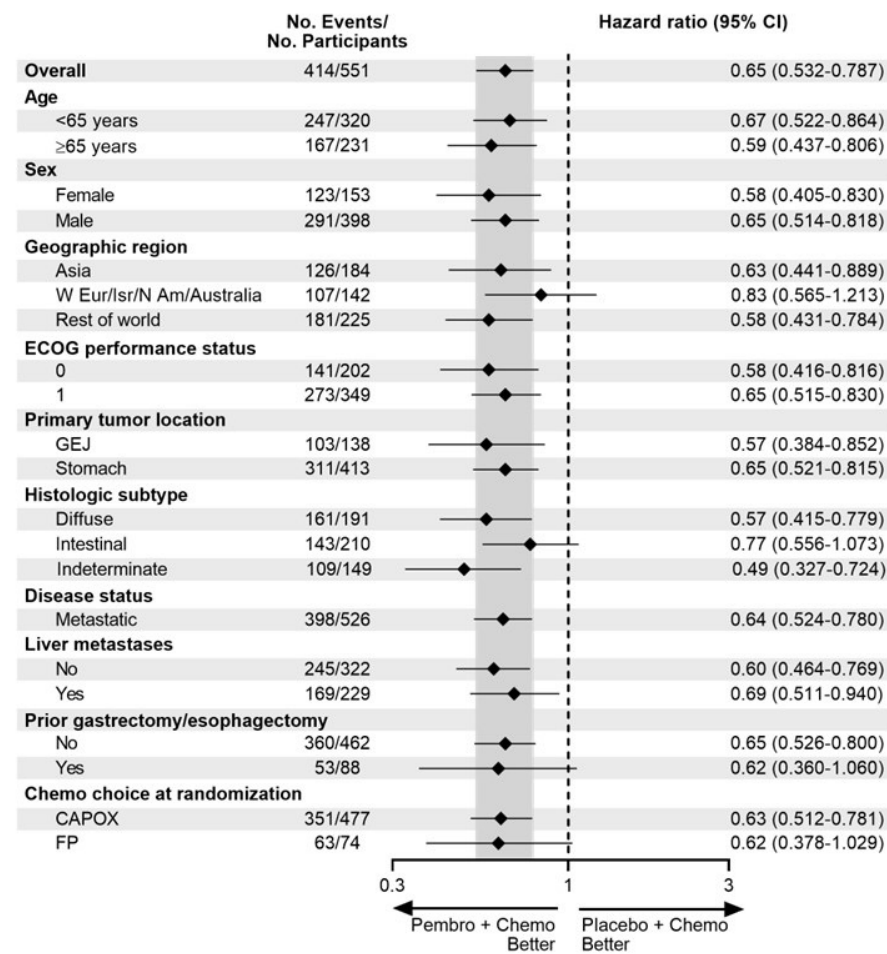 No. Events/
No. Participants
Hazard ratio (95% CI)
Overall 414/551 0.65 (0.532-0.787)
Age
<65 years 247/320 0.67 (0.522-0.864)
≥65 years 167/231 0.59 (0.437-0.806)
Sex
Female 123/153 0.58 (0.405-0.830)
Male 291/398 0.65 (0.514-0.818)
Geographic region
Asia 126/184 0.63 (0.441-0.889)
W Eur/Isr/N Am/Australia 107/142 0.83 (0.565-1.213)
Rest of world 181/225 0.58 (0.431-0.784)
ECOG performance status
0 141/202 0.58 (0.416-0.816)
1 273/349 0.65 (0.515-0.830)
Primary tumor location
GEJ 103/138 0.57 (0.384-0.852)
Stomach 311/413 0.65 (0.521-0.815)
Histologic subtype
Diffuse 161/191 0.57 (0.415-0.779)
Intestinal 143/210 0.77 (0.556-1.073)
Indeterminate 109/149 0.49 (0.327-0.724)
Disease status
Metastatic 398/526 0.64 (0.524-0.780)
Liver metastases
No 245/322 0.60 (0.464-0.769)
Yes 169/229 0.69 (0.511-0.940)
Prior gastrectomy/esophagectomy
No 360/462 0.65 (0.526-0.800)
Yes 53/88 0.62 (0.360-1.060)
Chemo choice at randomization
CAPOX 351/477 0.63 (0.512-0.781)
FP 63/74 0.62 (0.378-1.029)
0.3 1 3
Pembro + Chemo
Better
Placebo + Chemo
Better